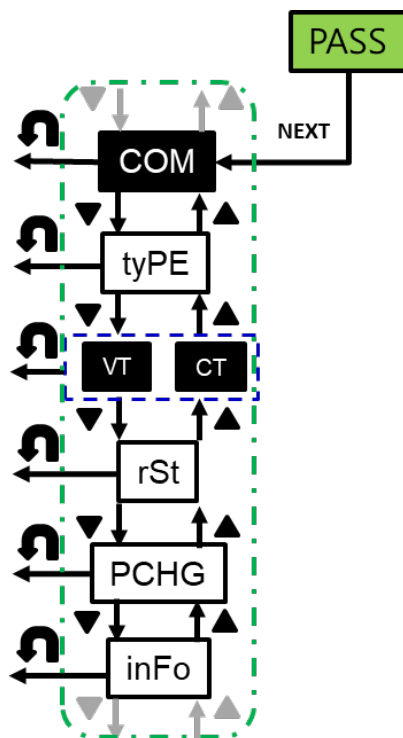 PASS
NEXT
COM
tyPE
VT CT
rSt
PCHG
inFo